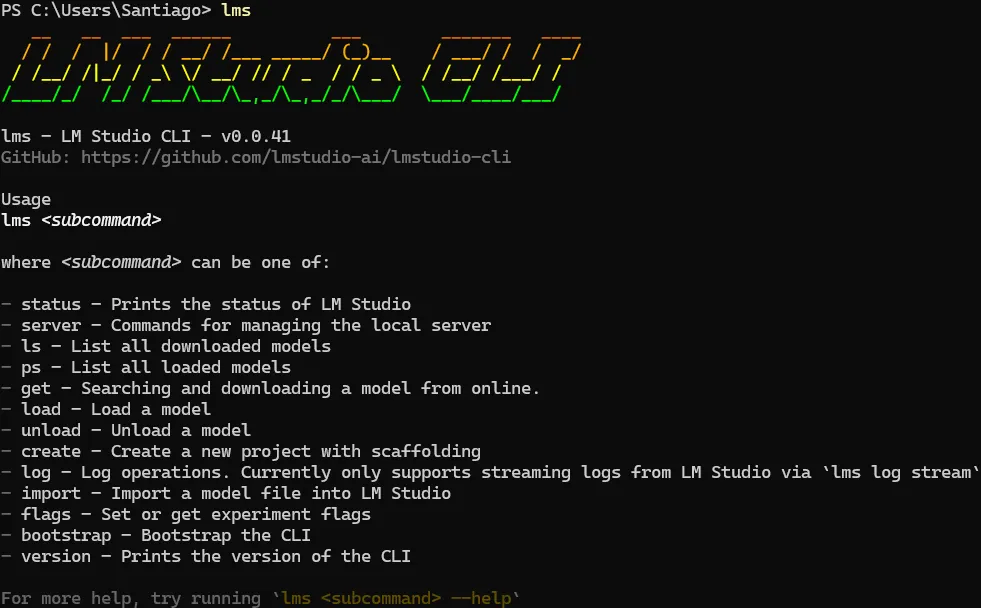 PS C:\Users\Santiago> lms
LM Studio CLI
lms – LM Studio CLI – v0.0.41
GitHub: https://github.com/lmstudio-ai/lmstudio-cli
Usage
lms <subcommand>
where <subcommand> can be one of:
– status – Prints the status of LM Studio
– server – Commands for managing the local server
– ls – List all downloaded models
– ps – List all loaded models
– get – Searching and downloading a model from online.
– load – Load a model
– unload – Unload a model
– create – Create a new project with scaffolding
– log – Log operations. Currently only supports streaming logs from LM Studio via `lms log stream`
– import – Import a model file into LM Studio
– flags – Set or get experiment flags
– bootstrap – Bootstrap the CLI
– version – Prints the version of the CLI
For more help, try running `lms <subcommand> --help`